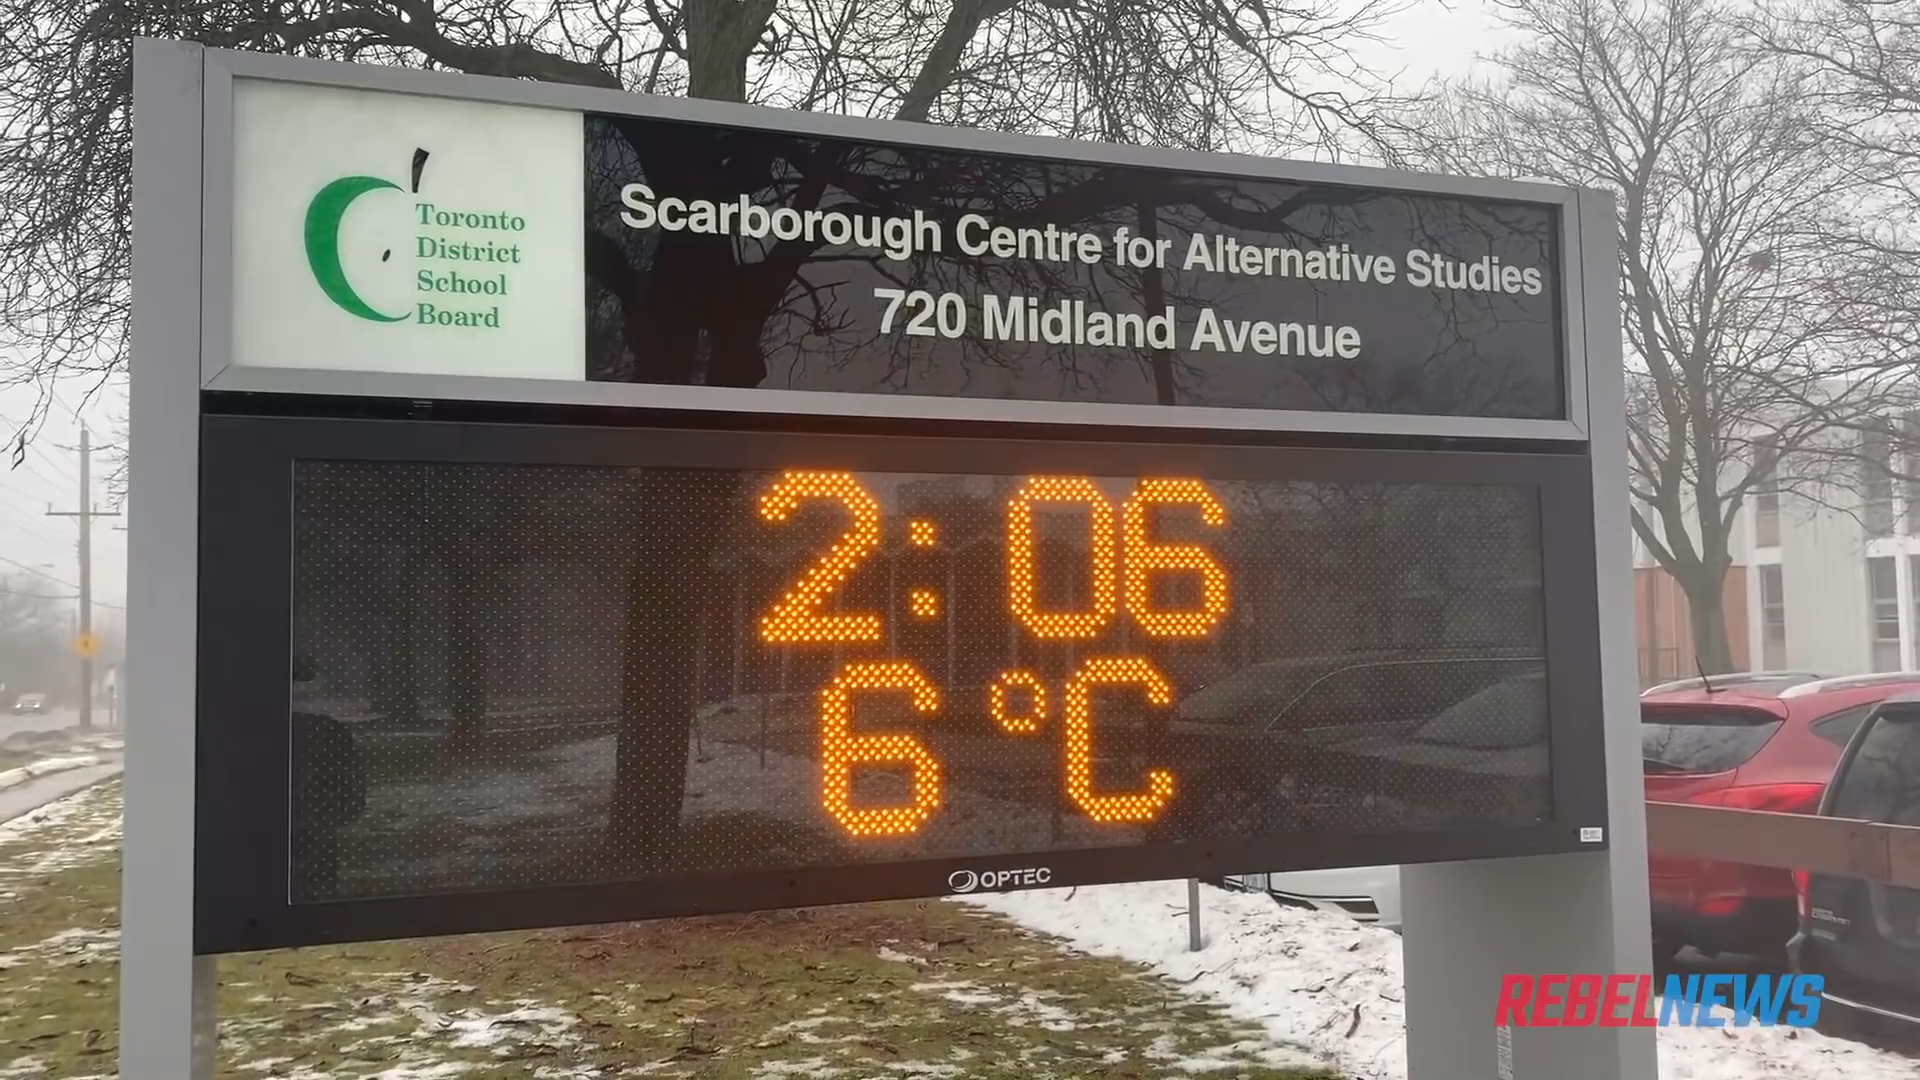 Toronto
District
School
Board
Scarborough Centre for Alternative Studies
720 Midland Avenue
2:06
6 °C
OPTEC
REBELNEWS